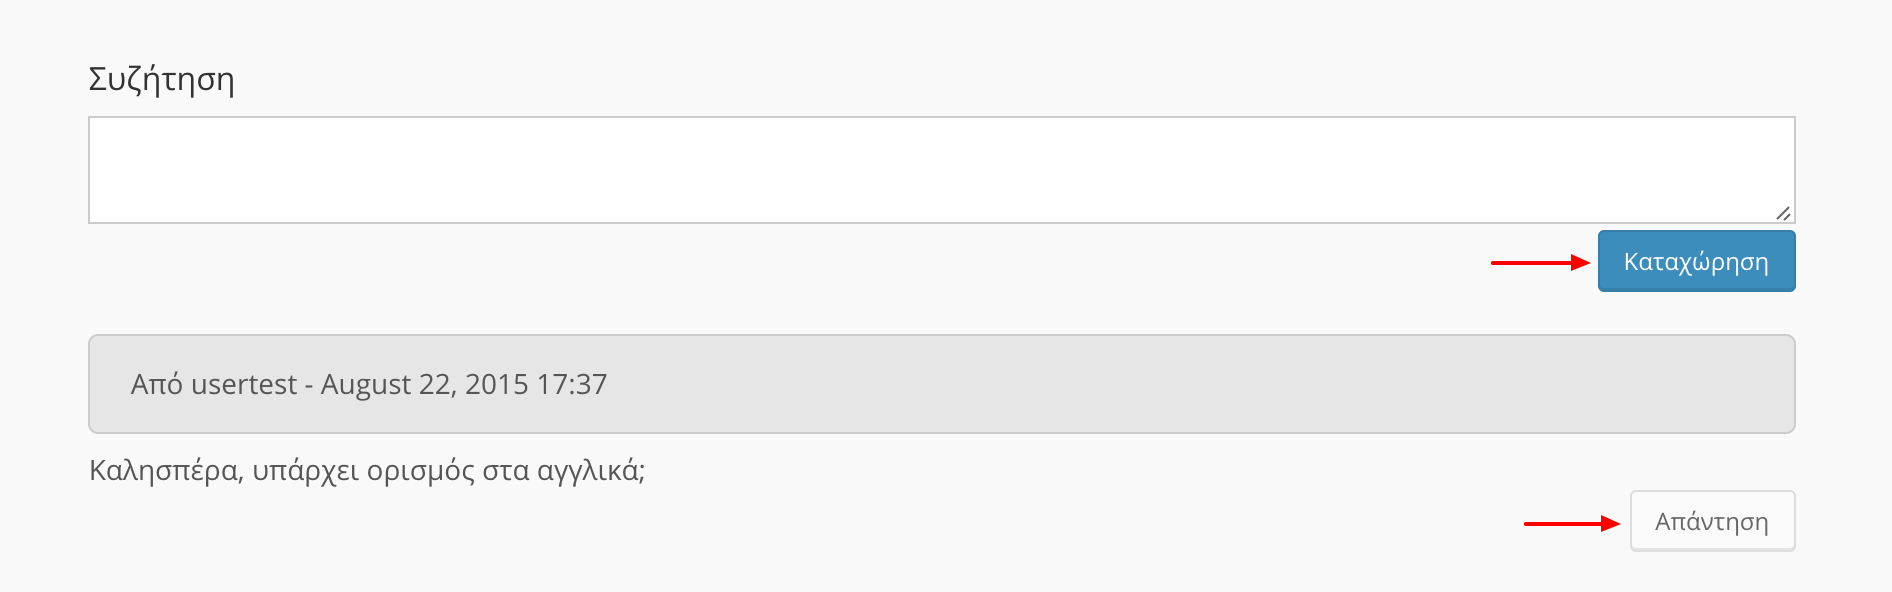 Συζήτηση
Καταχώρηση
Από usertest - August 22, 2015 17:37
Καλησπέρα, υπάρχει ορισμός στα αγγλικά;
Απάντηση